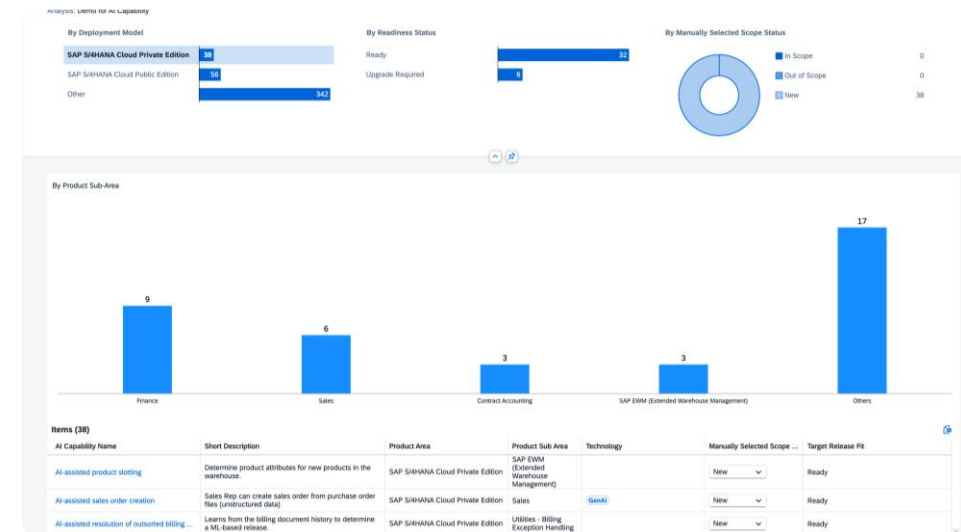 Analysis: Demo for AI Capability
By Deployment Model
SAP S/4HANA Cloud Private Edition 38
SAP S/4HANA Cloud Public Edition 56
Other 342
By Readiness Status
Ready 32
Upgrade Required 6
By Manually Selected Scope Status
In Scope 0
Out of Scope 0
New 38
By Product Sub-Area
9
6
3
3
17
Finance
Sales
Contract Accounting
SAP EWM (Extended Warehouse Management)
Others
Items (38)
AI Capability Name Short Description Product Area Product Sub Area Technology Manually Selected Scope ... Target Release Fit
AI-assisted product slotting
Determine product attributes for new products in the
warehouse.
SAP S/4HANA Cloud Private Edition
SAP EWM
(Extended
Warehouse
Management)
New
Ready
AI-assisted sales order creation
Sales Rep can create sales order from purchase order
files (unstructured data)
SAP S/4HANA Cloud Private Edition
Sales
GenAI
New
Ready
AI-assisted resolution of outsorted billing ...
Learns from the billing document history to determine
a ML-based release.
SAP S/4HANA Cloud Private Edition
Utilities - Billing
Exception Handling
New
Ready